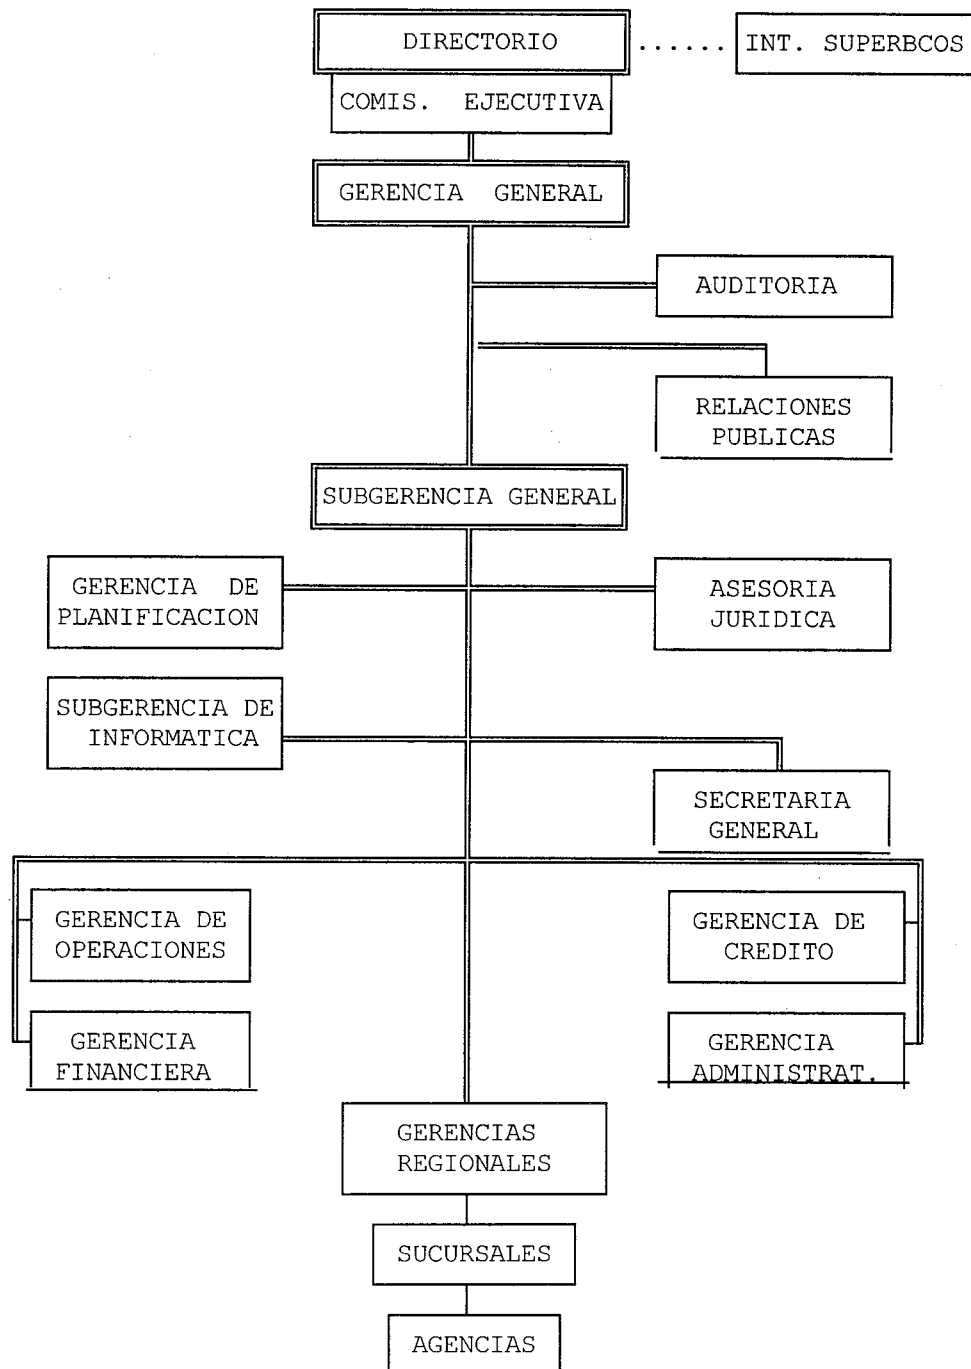 DIRECTORIO ...... INT. SUPERBCOS
COMIS. EJECUTIVA
GERENCIA GENERAL
AUDITORIA
RELACIONES
PUBLICAS
SUBGERENCIA GENERAL
GERENCIA DE
PLANIFICACION
ASESORIA
JURIDICA
SUBGERENCIA DE
INFORMATICA
SECRETARIA
GENERAL
GERENCIA DE
OPERACIONES
GERENCIA DE
CREDITO
GERENCIA
FINANCIERA
GERENCIA
ADMINISTRAT.
GERENCIAS
REGIONALES
SUCURSALES
AGENCIAS